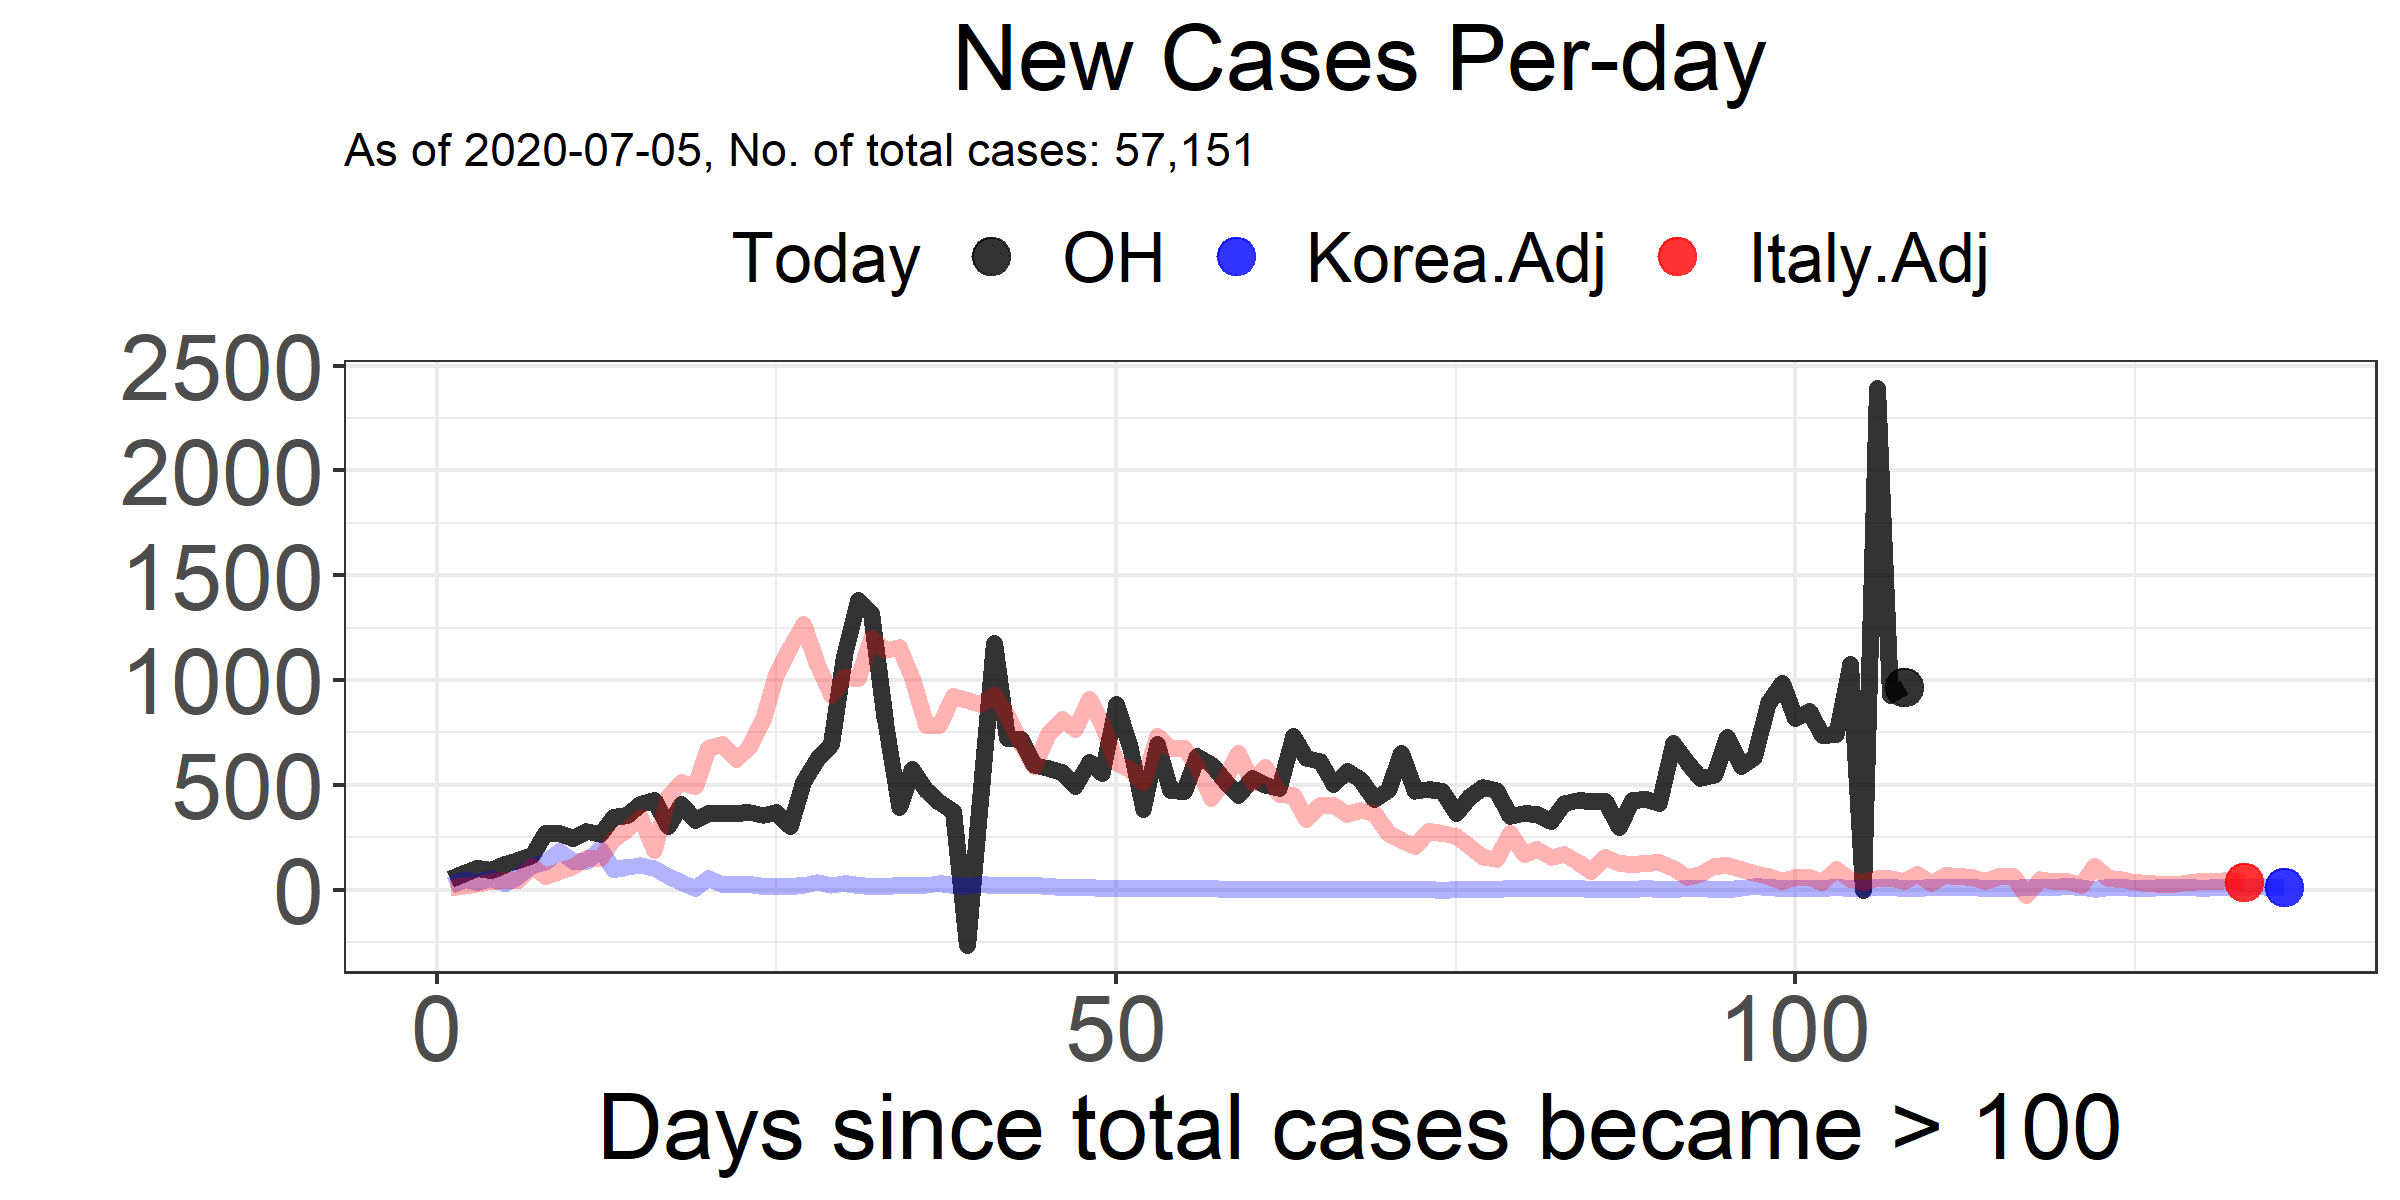 New Cases Per-day
As of 2020-07-05, No. of total cases: 57,151
Today OH Korea.Adj Italy.Adj
2500
2000
1500
1000
500
0
0 50 100
Days since total cases became > 100